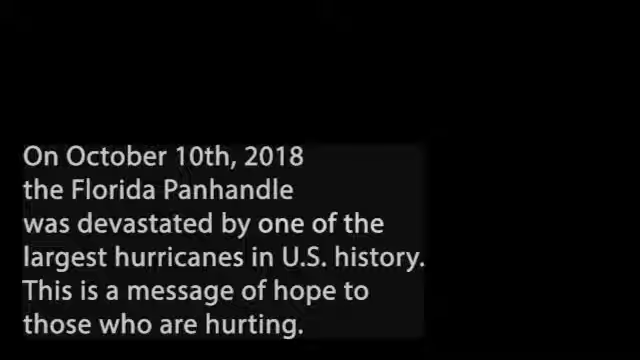 On October 10th, 2018
the Florida Panhandle
was devastated by one of the
largest hurricanes in U.S. history.
This is a message of hope to
those who are hurting.